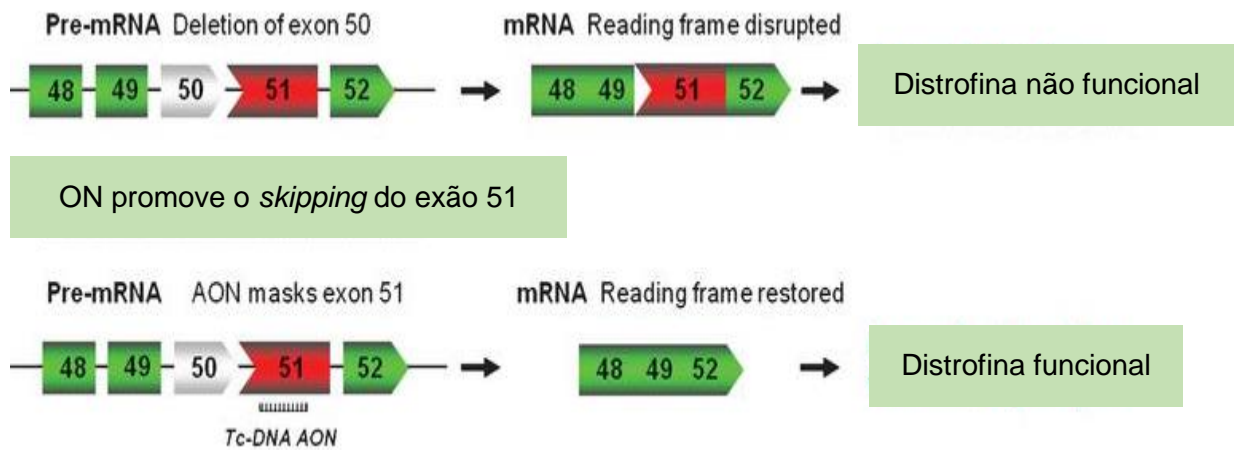 Pre-mRNA Deletion of exon 50
mRNA Reading frame disrupted
48 49 50 51 52
48 49 51 52
Distrofina não funcional
ON promove o skipping do exão 51
Pre-mRNA AON masks exon 51
mRNA Reading frame restored
48 49 50 51 52
48 49 52
Distrofina funcional
Tc-DNA AON